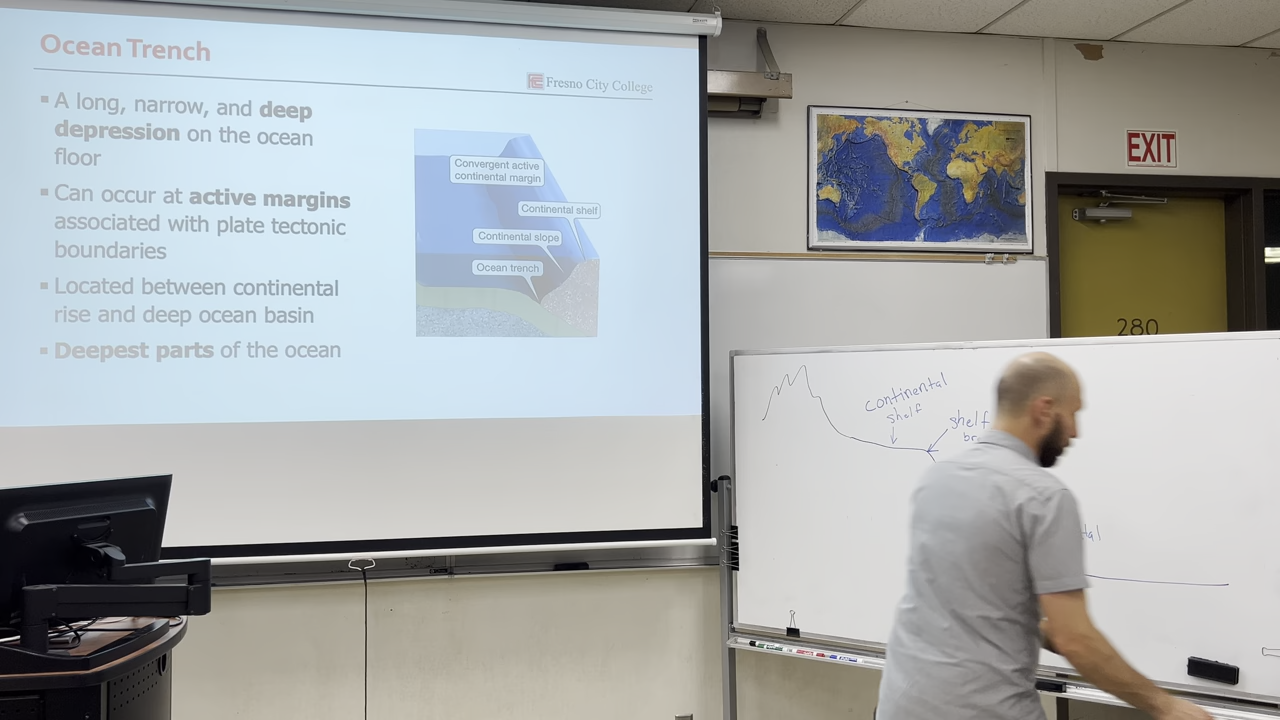 Ocean Trench
Fresno City College
▪ A long, narrow, and deep
depression on the ocean
floor
▪ Can occur at active margins
associated with plate tectonic
boundaries
▪ Located between continental
rise and deep ocean basin
▪ Deepest parts of the ocean
Convergent active
continental margin
Continental shelf
Continental slope
Ocean trench
EXIT
280
continental
shelf
shelf
br
tal